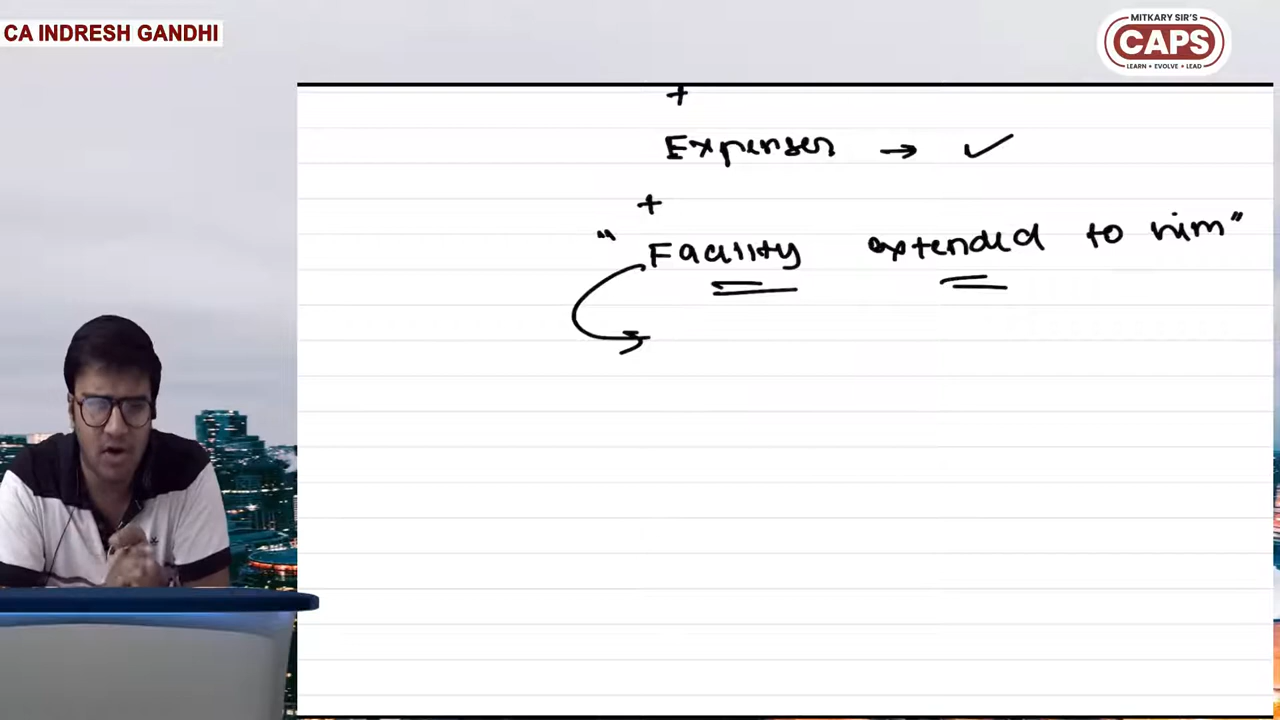 CA INDRESH GANDHI
MITKARY SIR'S
CAPS
LEARN • EVOLVE • LEAD
+
Expenses → ✓
+
"Facility extended to him"